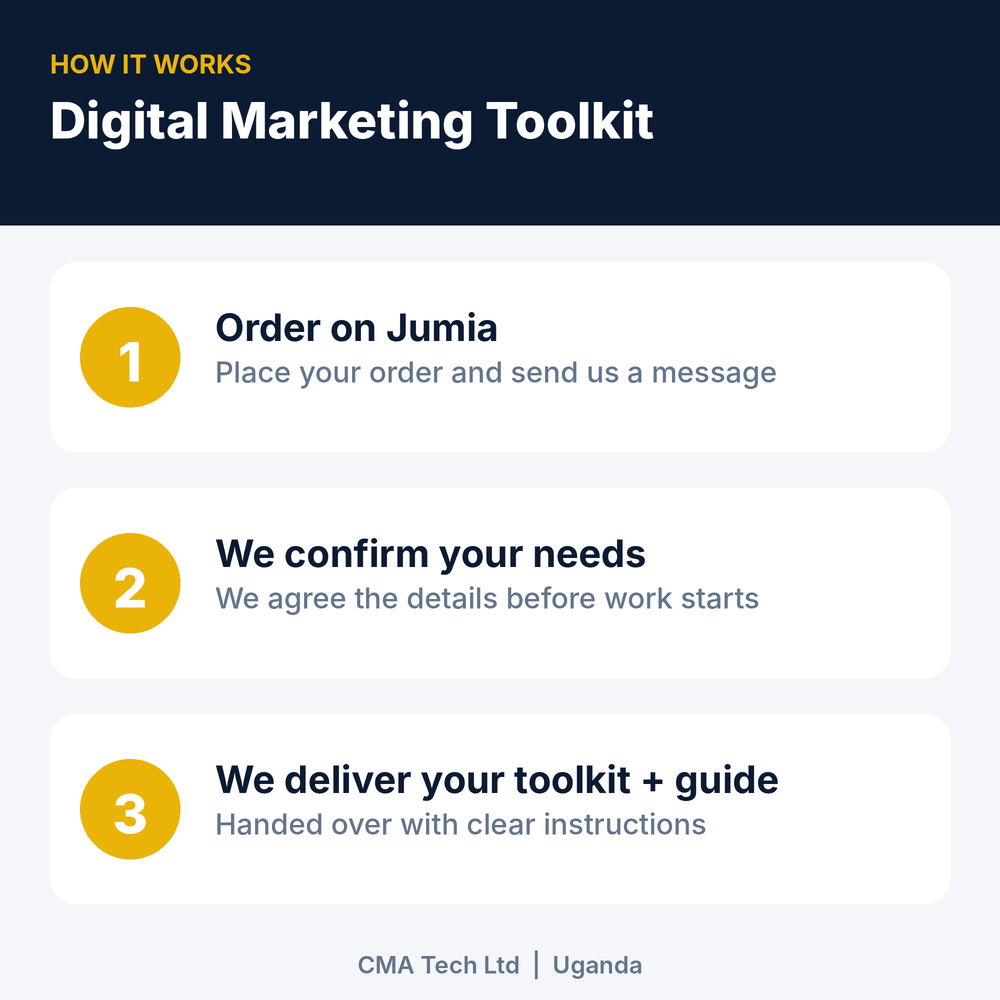 HOW IT WORKS
Digital Marketing Toolkit
1
Order on Jumia
Place your order and send us a message
2
We confirm your needs
We agree the details before work starts
3
We deliver your toolkit + guide
Handed over with clear instructions
CMA Tech Ltd | Uganda